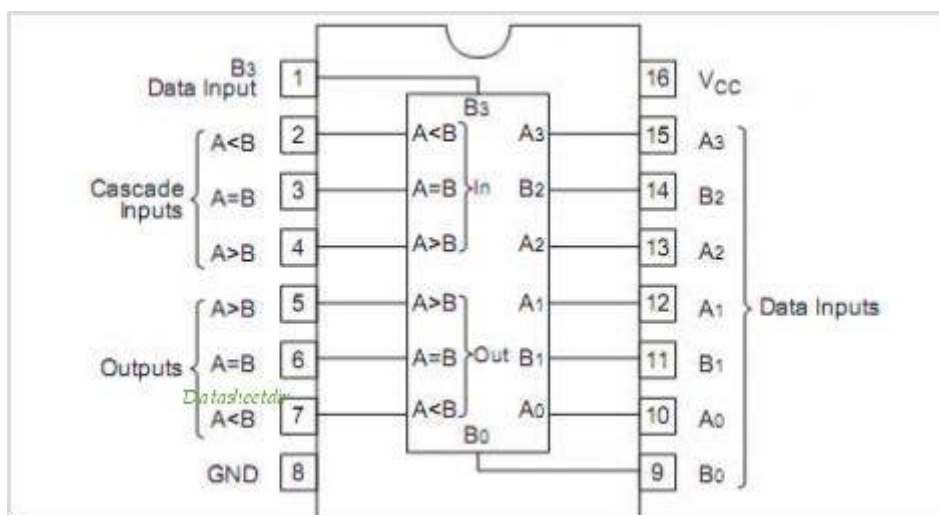 B3
Data Input
1
16
VCC
B3
A<B
2
A<B
A3
15
A3
Cascade
Inputs
A=B
3
A=B
In
B2
14
B2
A>B
4
A>B
A2
13
A2
A>B
5
A>B
A1
12
A1
Data Inputs
Outputs
A=B
6
A=B
Out
B1
11
B1
A<B
7
A<B
A0
10
A0
B0
GND
8
9
B0